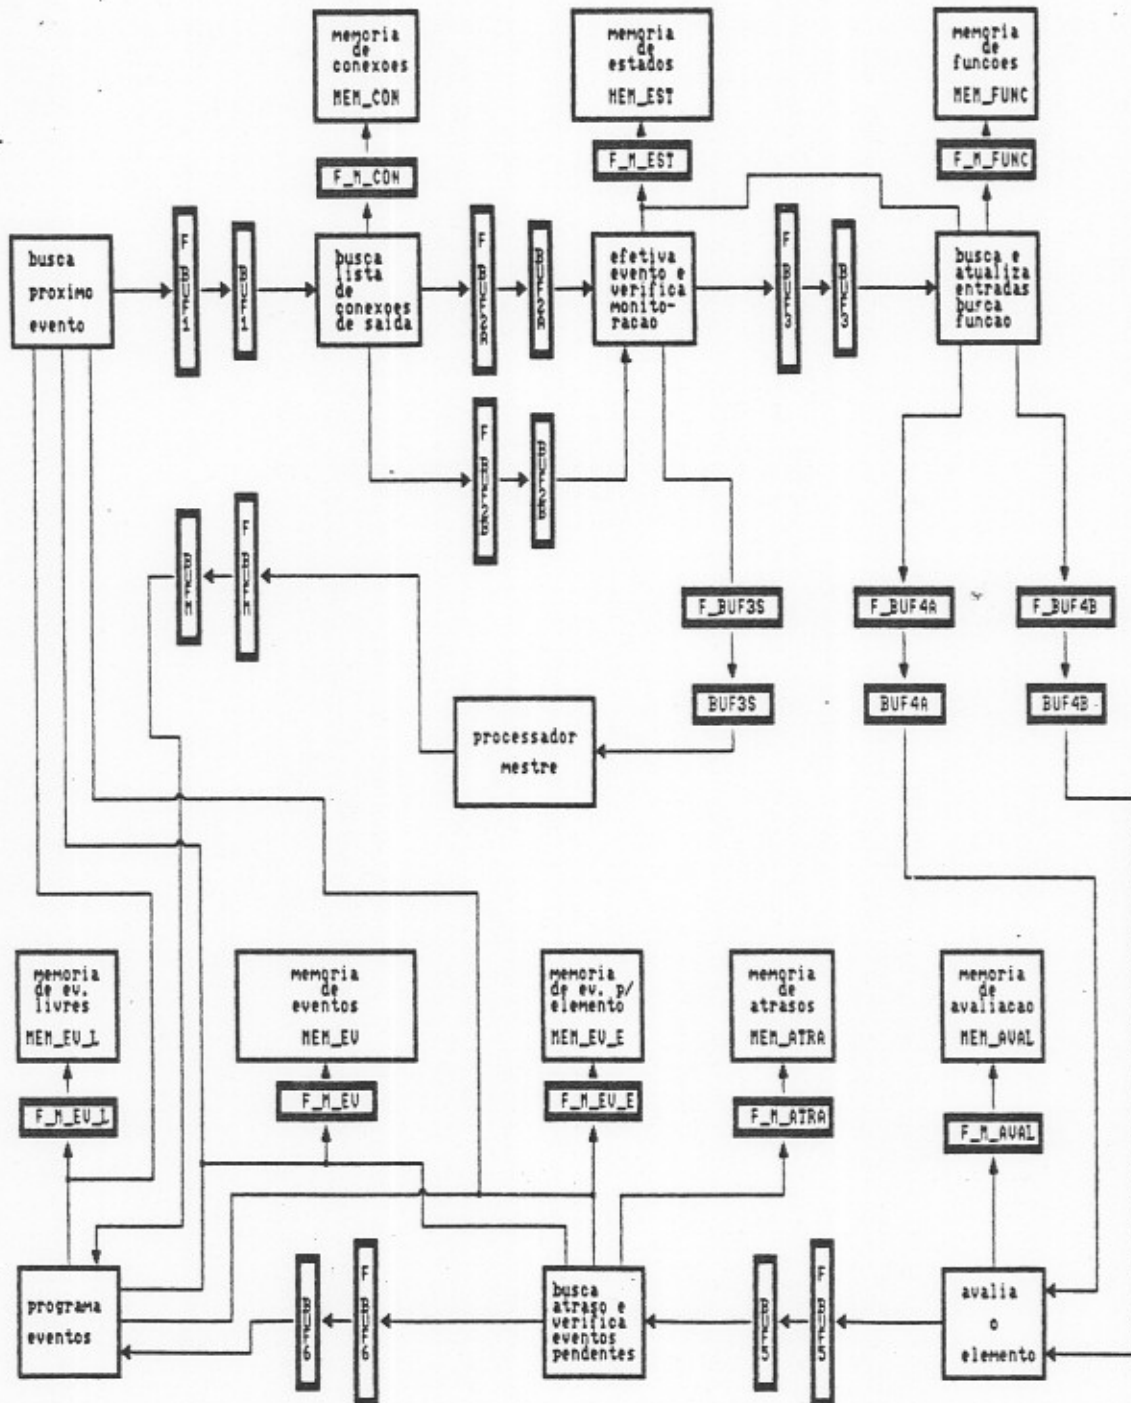 memoria
de
conexoes
MEM_CON
memoria
de
estados
MEM_EST
memoria
de
funcoes
MEM_FUNC
F_M_CON
F_M_EST
F_M_FUNC
busca
proximo
evento
F BUF1
BUF1
busca
lista
de
conexoes
de saida
F BUF2A
BUF2A
efetiva
evento e
verifica
monito-
racao
F BUF3
BUF3
busca e
atualiza
entradas
busca
funcao
F BUF2B
BUF2B
BUFM
F BUFM
F_BUF3S
F_BUF4A
F_BUF4B
BUF3S
BUF4A
BUF4B
processador
mestre
memoria
de ev.
livres
MEM_EV_L
memoria
de
eventos
MEM_EV
memoria
de ev. p/
elemento
MEM_EV_E
memoria
de
atrasos
MEM_ATRA
memoria
de
avaliacao
MEM_AVAL
F_M_EV_L
F_M_EV
F_M_EV_E
F_M_ATRA
F_M_AVAL
programa
eventos
BUF6
F BUF6
busca
atraso e
verifica
eventos
pendentes
BUF5
F BUF5
avalia
o
elemento